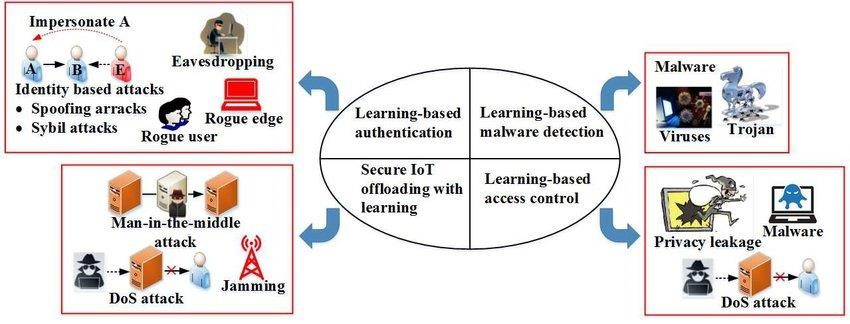 Impersonate A
Eavesdropping
A
B
E
Identity based attacks
• Spoofing arracks
• Sybil attacks
Rogue edge
Rogue user
Learning-based
authentication
Learning-based
malware detection
Secure IoT
offloading with
learning
Learning-based
access control
Malware
Viruses
Trojan
Man-in-the-middle
attack
DoS attack
Jamming
Privacy leakage
Malware
DoS attack